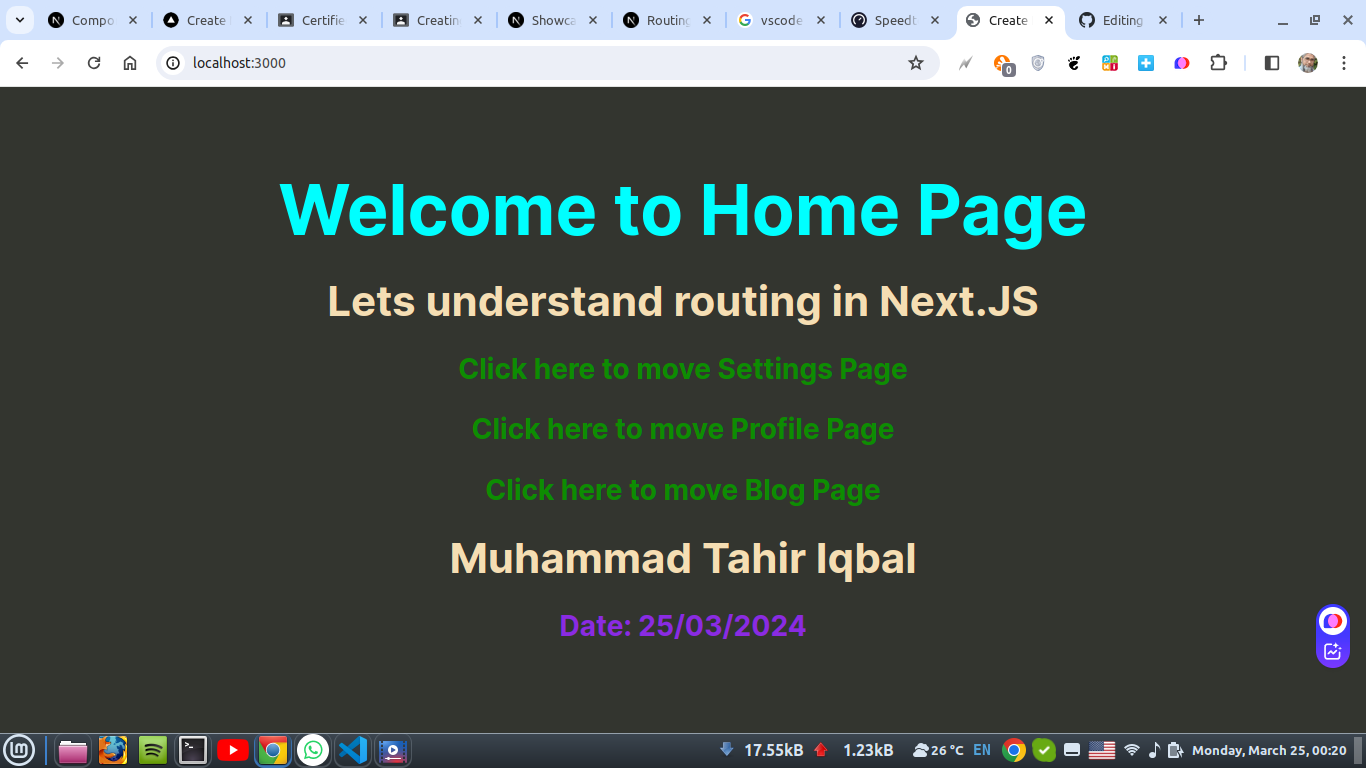 Compo
Create
Certifie
Creatin
Showca
Routing
vscode
Speedt
Create
Editing
localhost:3000
0
Welcome to Home Page
Lets understand routing in Next.JS
Click here to move Settings Page
Click here to move Profile Page
Click here to move Blog Page
Muhammad Tahir Iqbal
Date: 25/03/2024
17.55kB 1.23kB 26 °C EN Monday, March 25, 00:20